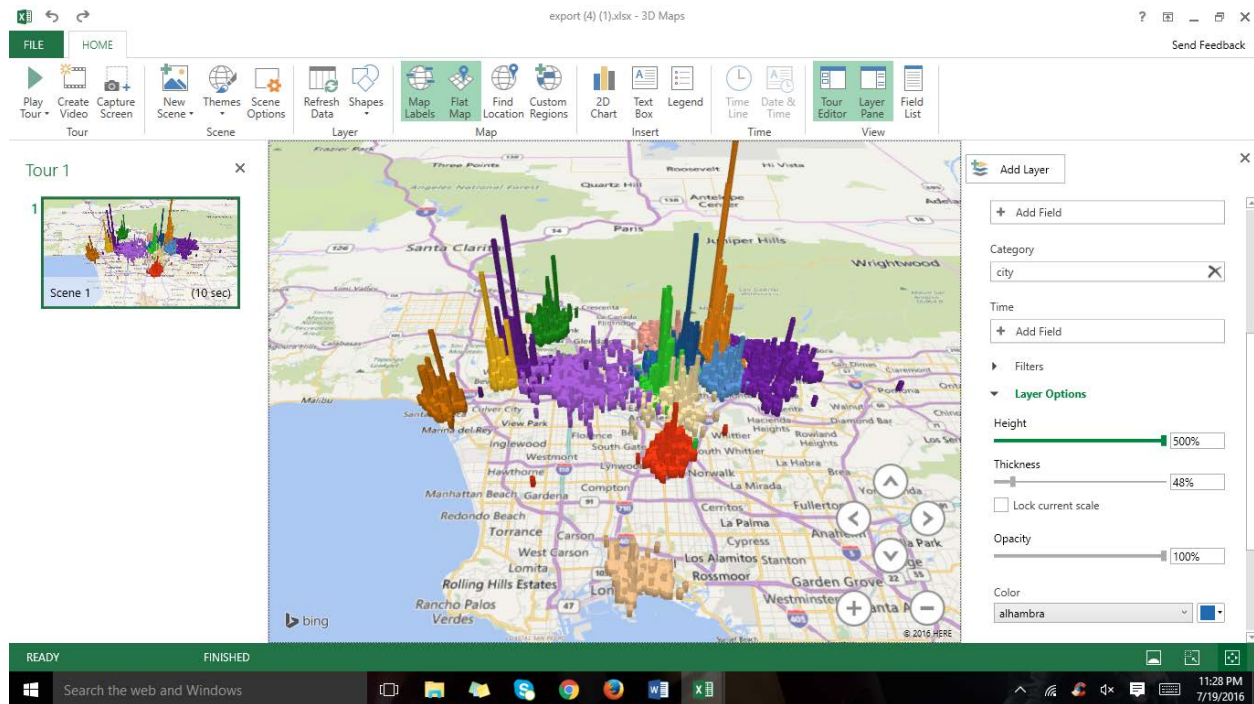 export (4) (1).xlsx - 3D Maps
FILE
HOME
Send Feedback
Play Tour
Create Video
Capture Screen
New Scene
Themes
Scene Options
Refresh Data
Shapes
Map Labels
Flat Map
Find Location
Custom Regions
2D Chart
Text Box
Legend
Time Line
Date & Time
Tour Editor
Layer Pane
Field List
Tour
Scene
Layer
Map
Insert
Time
View
Tour 1
1
Scene 1
(10 sec)
Frazier Park
Three Points
Roosevelt
Hi Vista
Angeles National Forest
Quartz Hill
Paris
Juniper Hills
Wrightwood
Malibu
Culver City
Marina del Rey
View Park
Inglewood
Westmont
Hawthorne
Lynwood
Whittier
Hacienda Heights
Rowland Heights
Walnut
Diamond Bar
Pomona
Claremont
South Whittier
Norwalk
La Habra
Brea
La Mirada
Manhattan Beach
Gardena
Compton
Redondo Beach
Torrance
Carson
Cerritos
La Palma
West Carson
Cypress
Lomita
Los Alamitos
Stanton
Rolling Hills Estates
Rossmoor
Garden Grove
Rancho Palos Verdes
bing
© 2016 HERE
Add Layer
Add Field
Category
city
Time
Add Field
Filters
Layer Options
Height
500%
Thickness
48%
Lock current scale
Opacity
100%
Color
alhambra
READY
FINISHED
Search the web and Windows
11:28 PM
7/19/2016